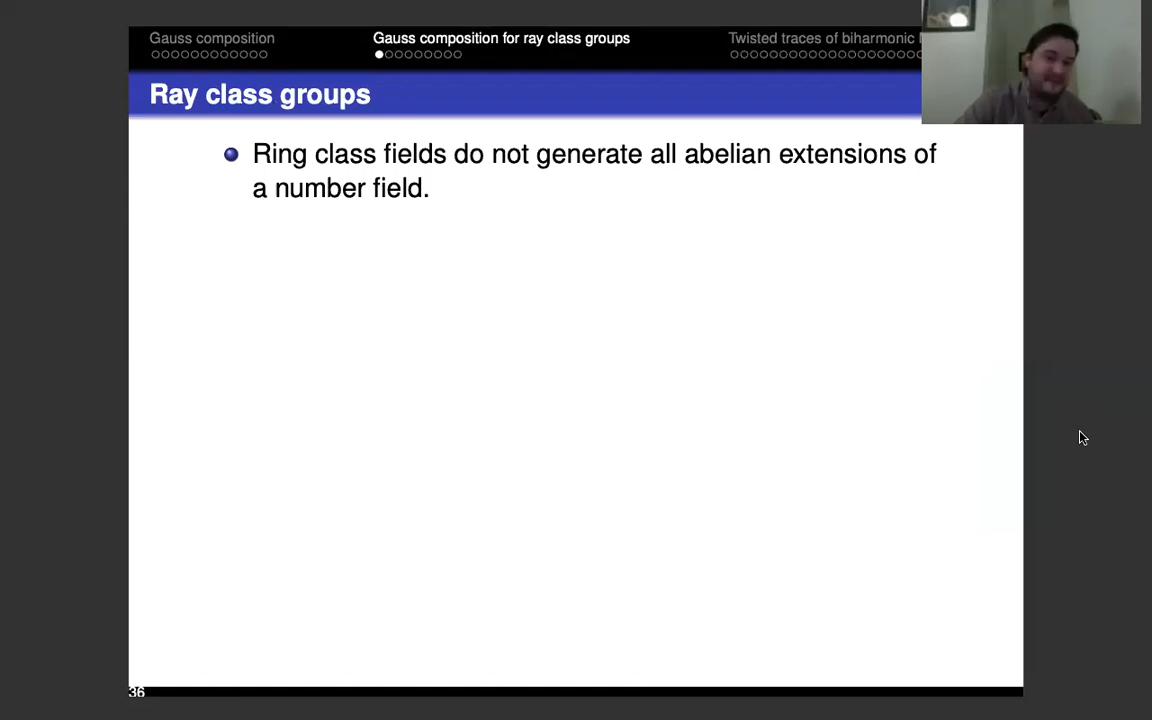 Gauss composition
Gauss composition for ray class groups
Twisted traces of biharmonic
Ray class groups
Ring class fields do not generate all abelian extensions of
a number field.
36